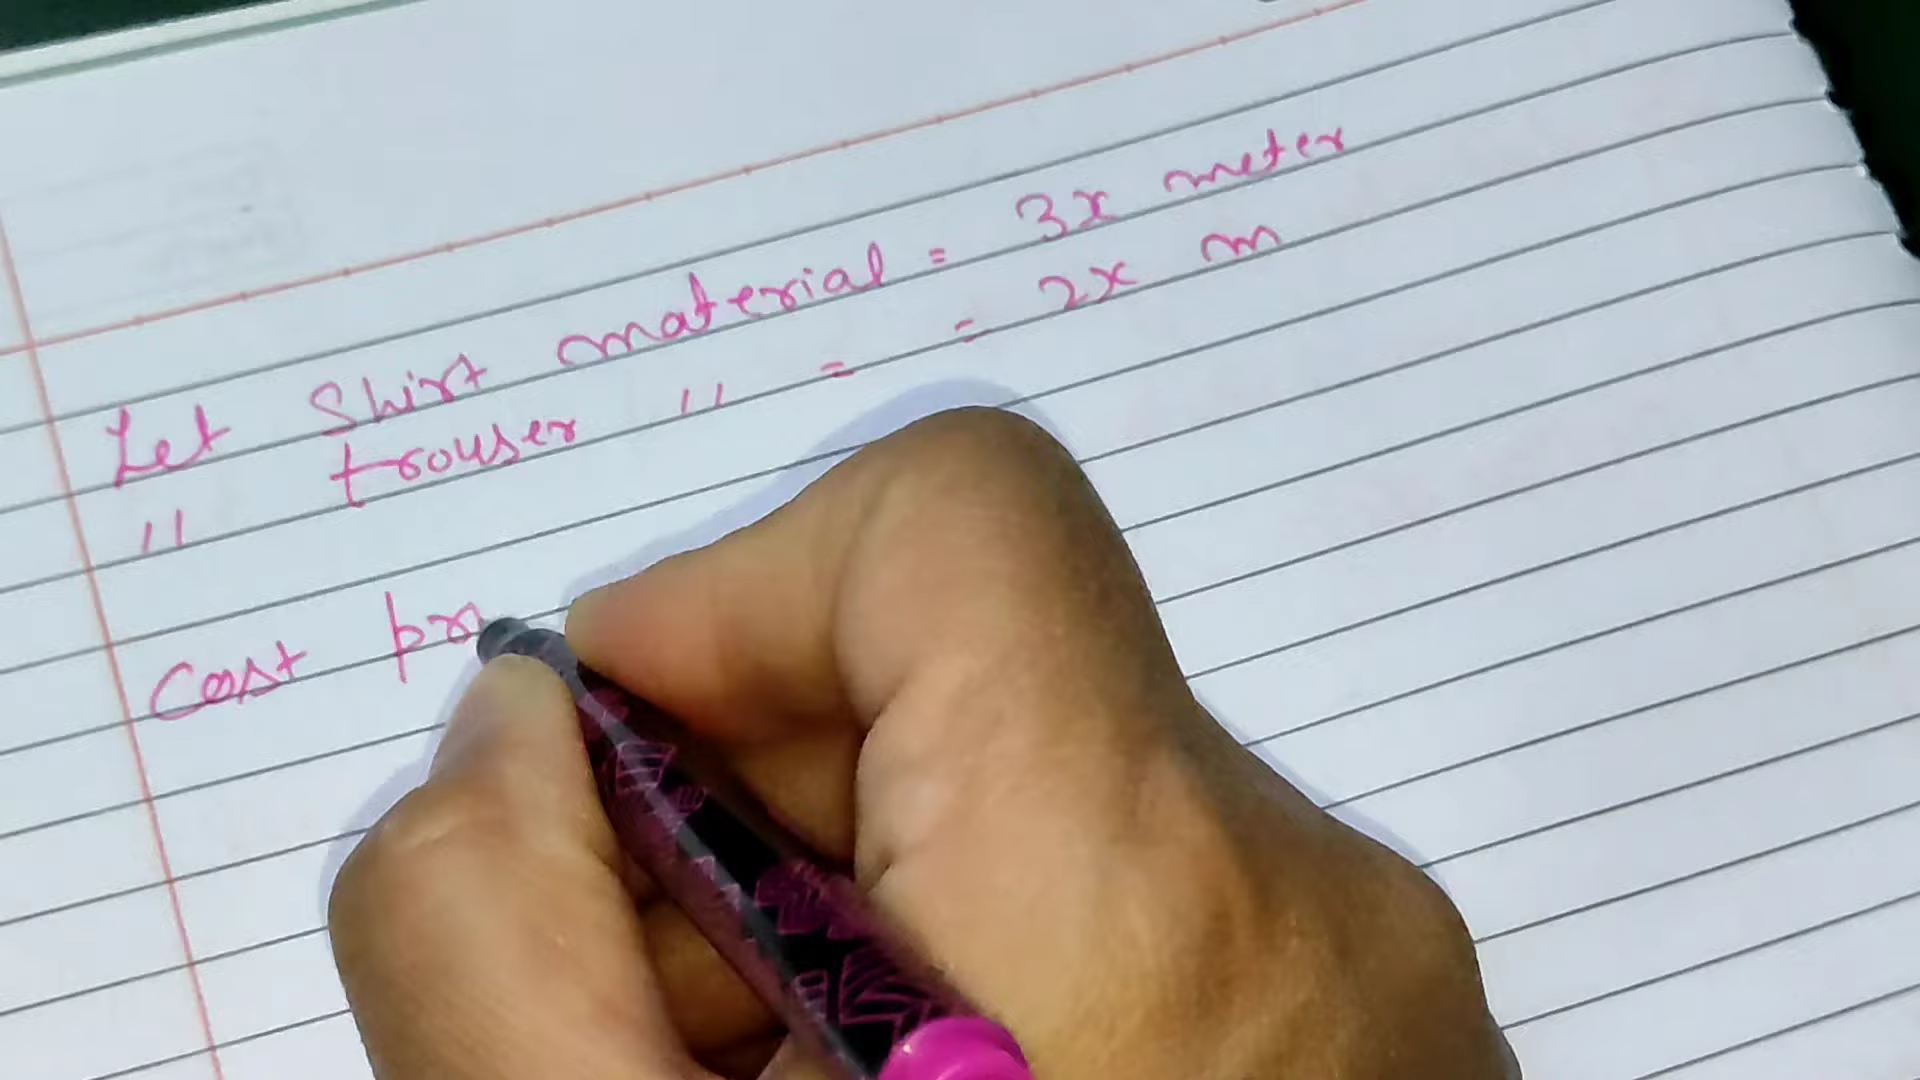 Let Shirt material = 3x meter
" trouser " = = 2x m
Cost pr